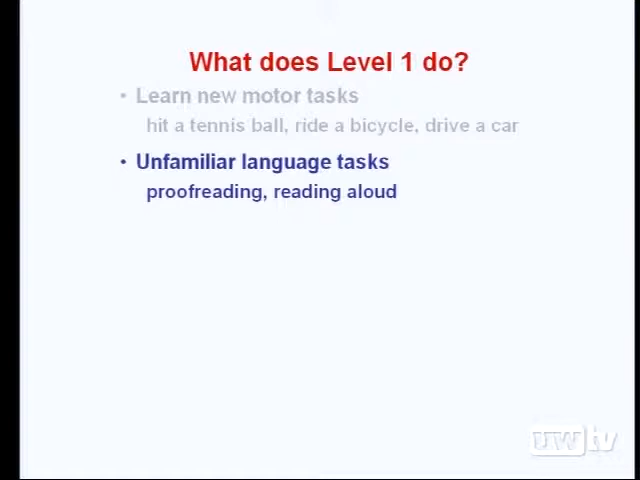 What does Level 1 do?
• Learn new motor tasks
hit a tennis ball, ride a bicycle, drive a car
• Unfamiliar language tasks
proofreading, reading aloud
uwtv